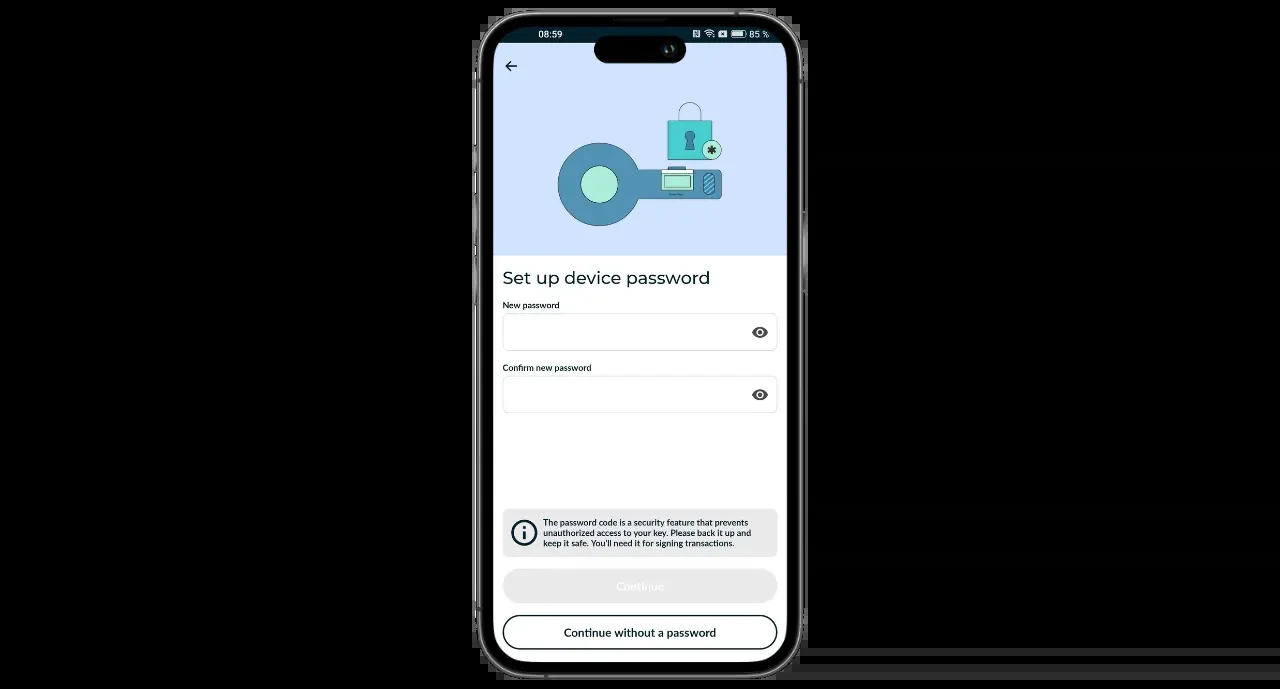 08:59
85 %
Set up device password
New password
Confirm new password
The password code is a security feature that prevents
unauthorized access to your key. Please back it up and
keep it safe. You'll need it for signing transactions.
Continue
Continue without a password